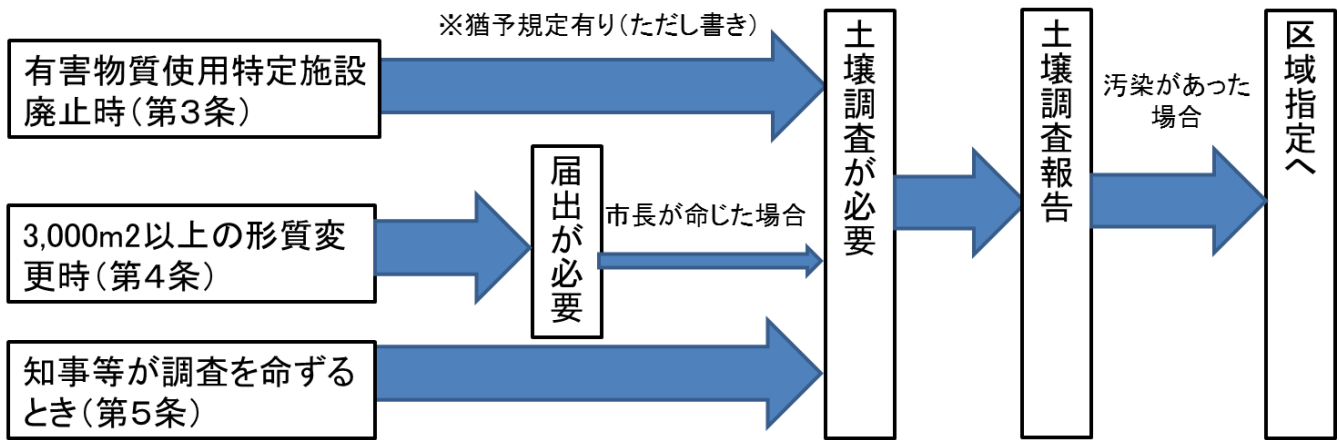 ※猶予規定有り（ただし書き）
有害物質使用特定施設
廃止時（第３条）
3,000m2以上の形質変
更時（第４条）
届出が必要
市長が命じた場合
知事等が調査を命ずる
とき（第５条）
土壌調査が必要
土壌調査報告
汚染があった
場合
区域指定へ